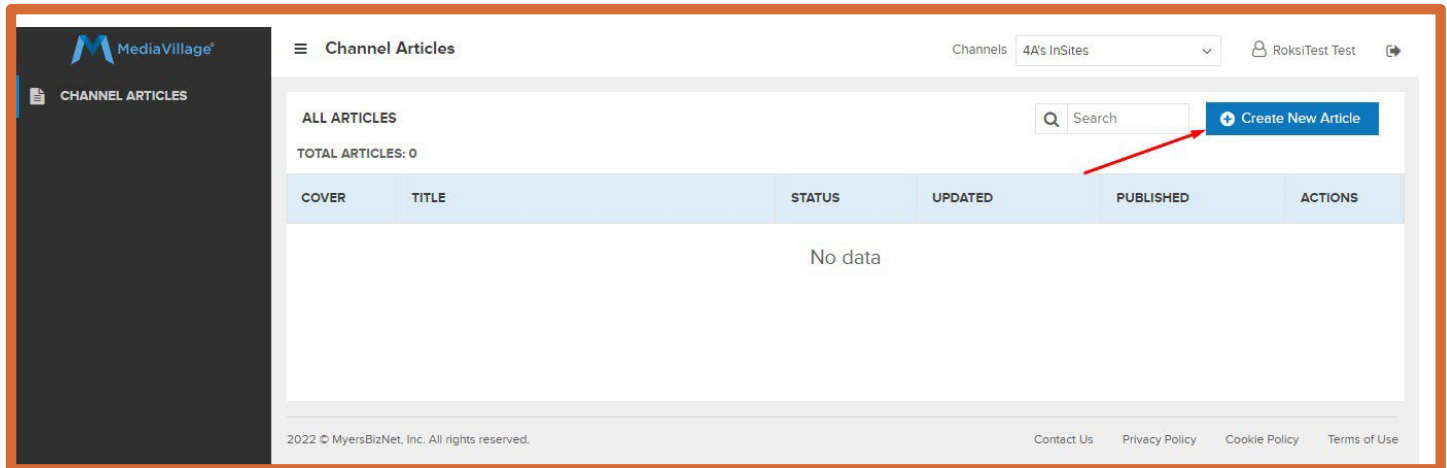 MediaVillage®
Channel Articles
Channels 4A's InSites
RoksiTest Test
CHANNEL ARTICLES
ALL ARTICLES
Search
Create New Article
TOTAL ARTICLES: 0
COVER TITLE STATUS UPDATED PUBLISHED ACTIONS
No data
2022 © MyersBizNet, Inc. All rights reserved.
Contact Us Privacy Policy Cookie Policy Terms of Use